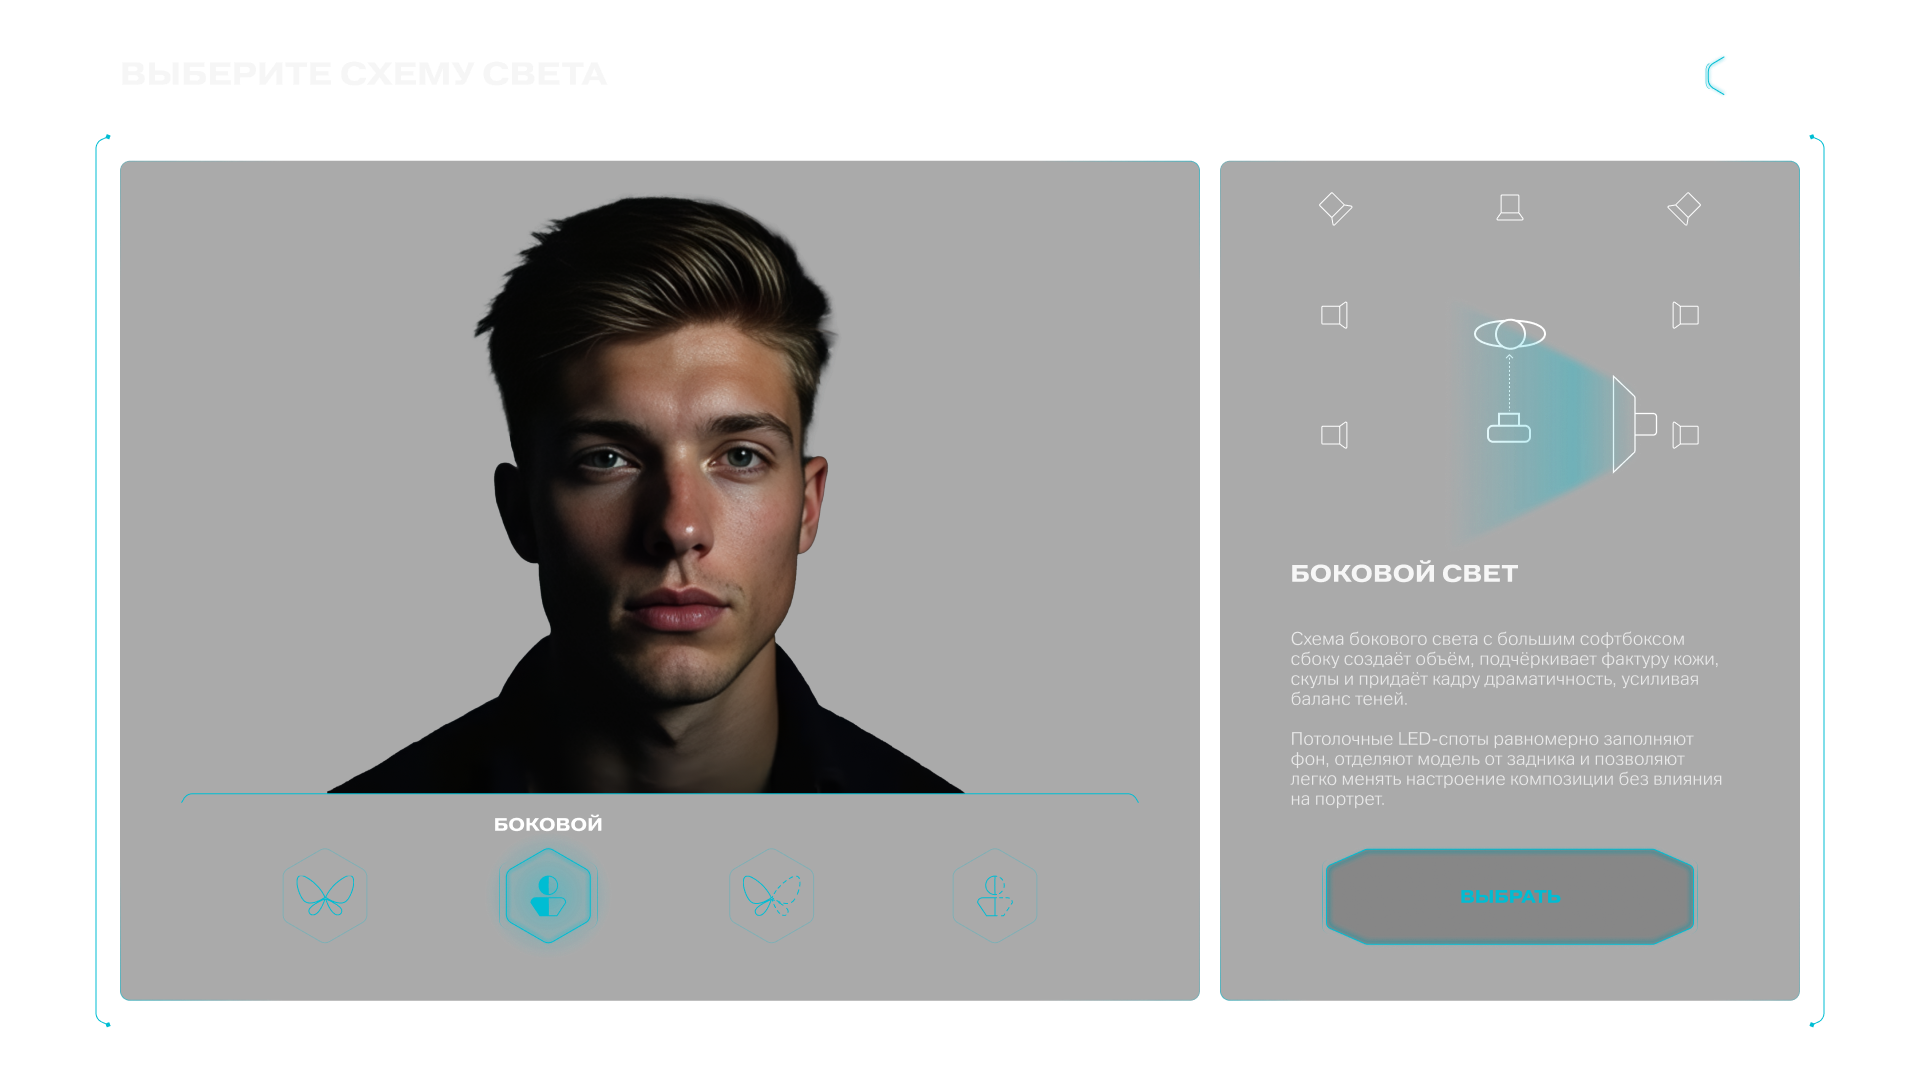 ВЫБЕРИТЕ СХЕМУ СВЕТА
БОКОВОЙ
БОКОВОЙ СВЕТ
Схема бокового света с большим софтбоксом
сбоку создаёт объём, подчёркивает фактуру кожи,
скулы и придаёт кадру драматичность, усиливая
баланс теней.
Потолочные LED-споты равномерно заполняют
фон, отделяют модель от задника и позволяют
легко менять настроение композиции без влияния
на портрет.
ВЫБРАТЬ